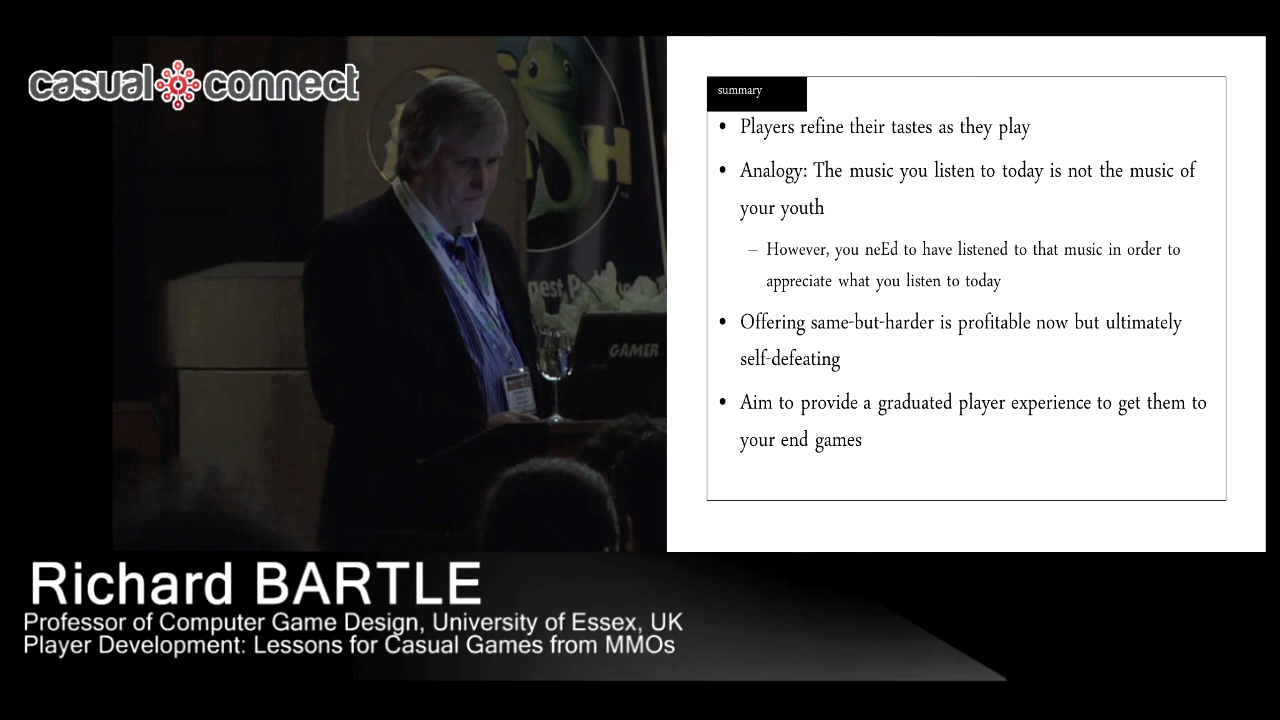 casual connect
H
TM
gest P
GAMER
summary
• Players refine their tastes as they play
• Analogy: The music you listen to today is not the music of
your youth
– However, you neEd to have listened to that music in order to
appreciate what you listen to today
• Offering same-but-harder is profitable now but ultimately
self-defeating
• Aim to provide a graduated player experience to get them to
your end games
Richard BARTLE
Professor of Computer Game Design, University of Essex, UK
Player Development: Lessons for Casual Games from MMOs